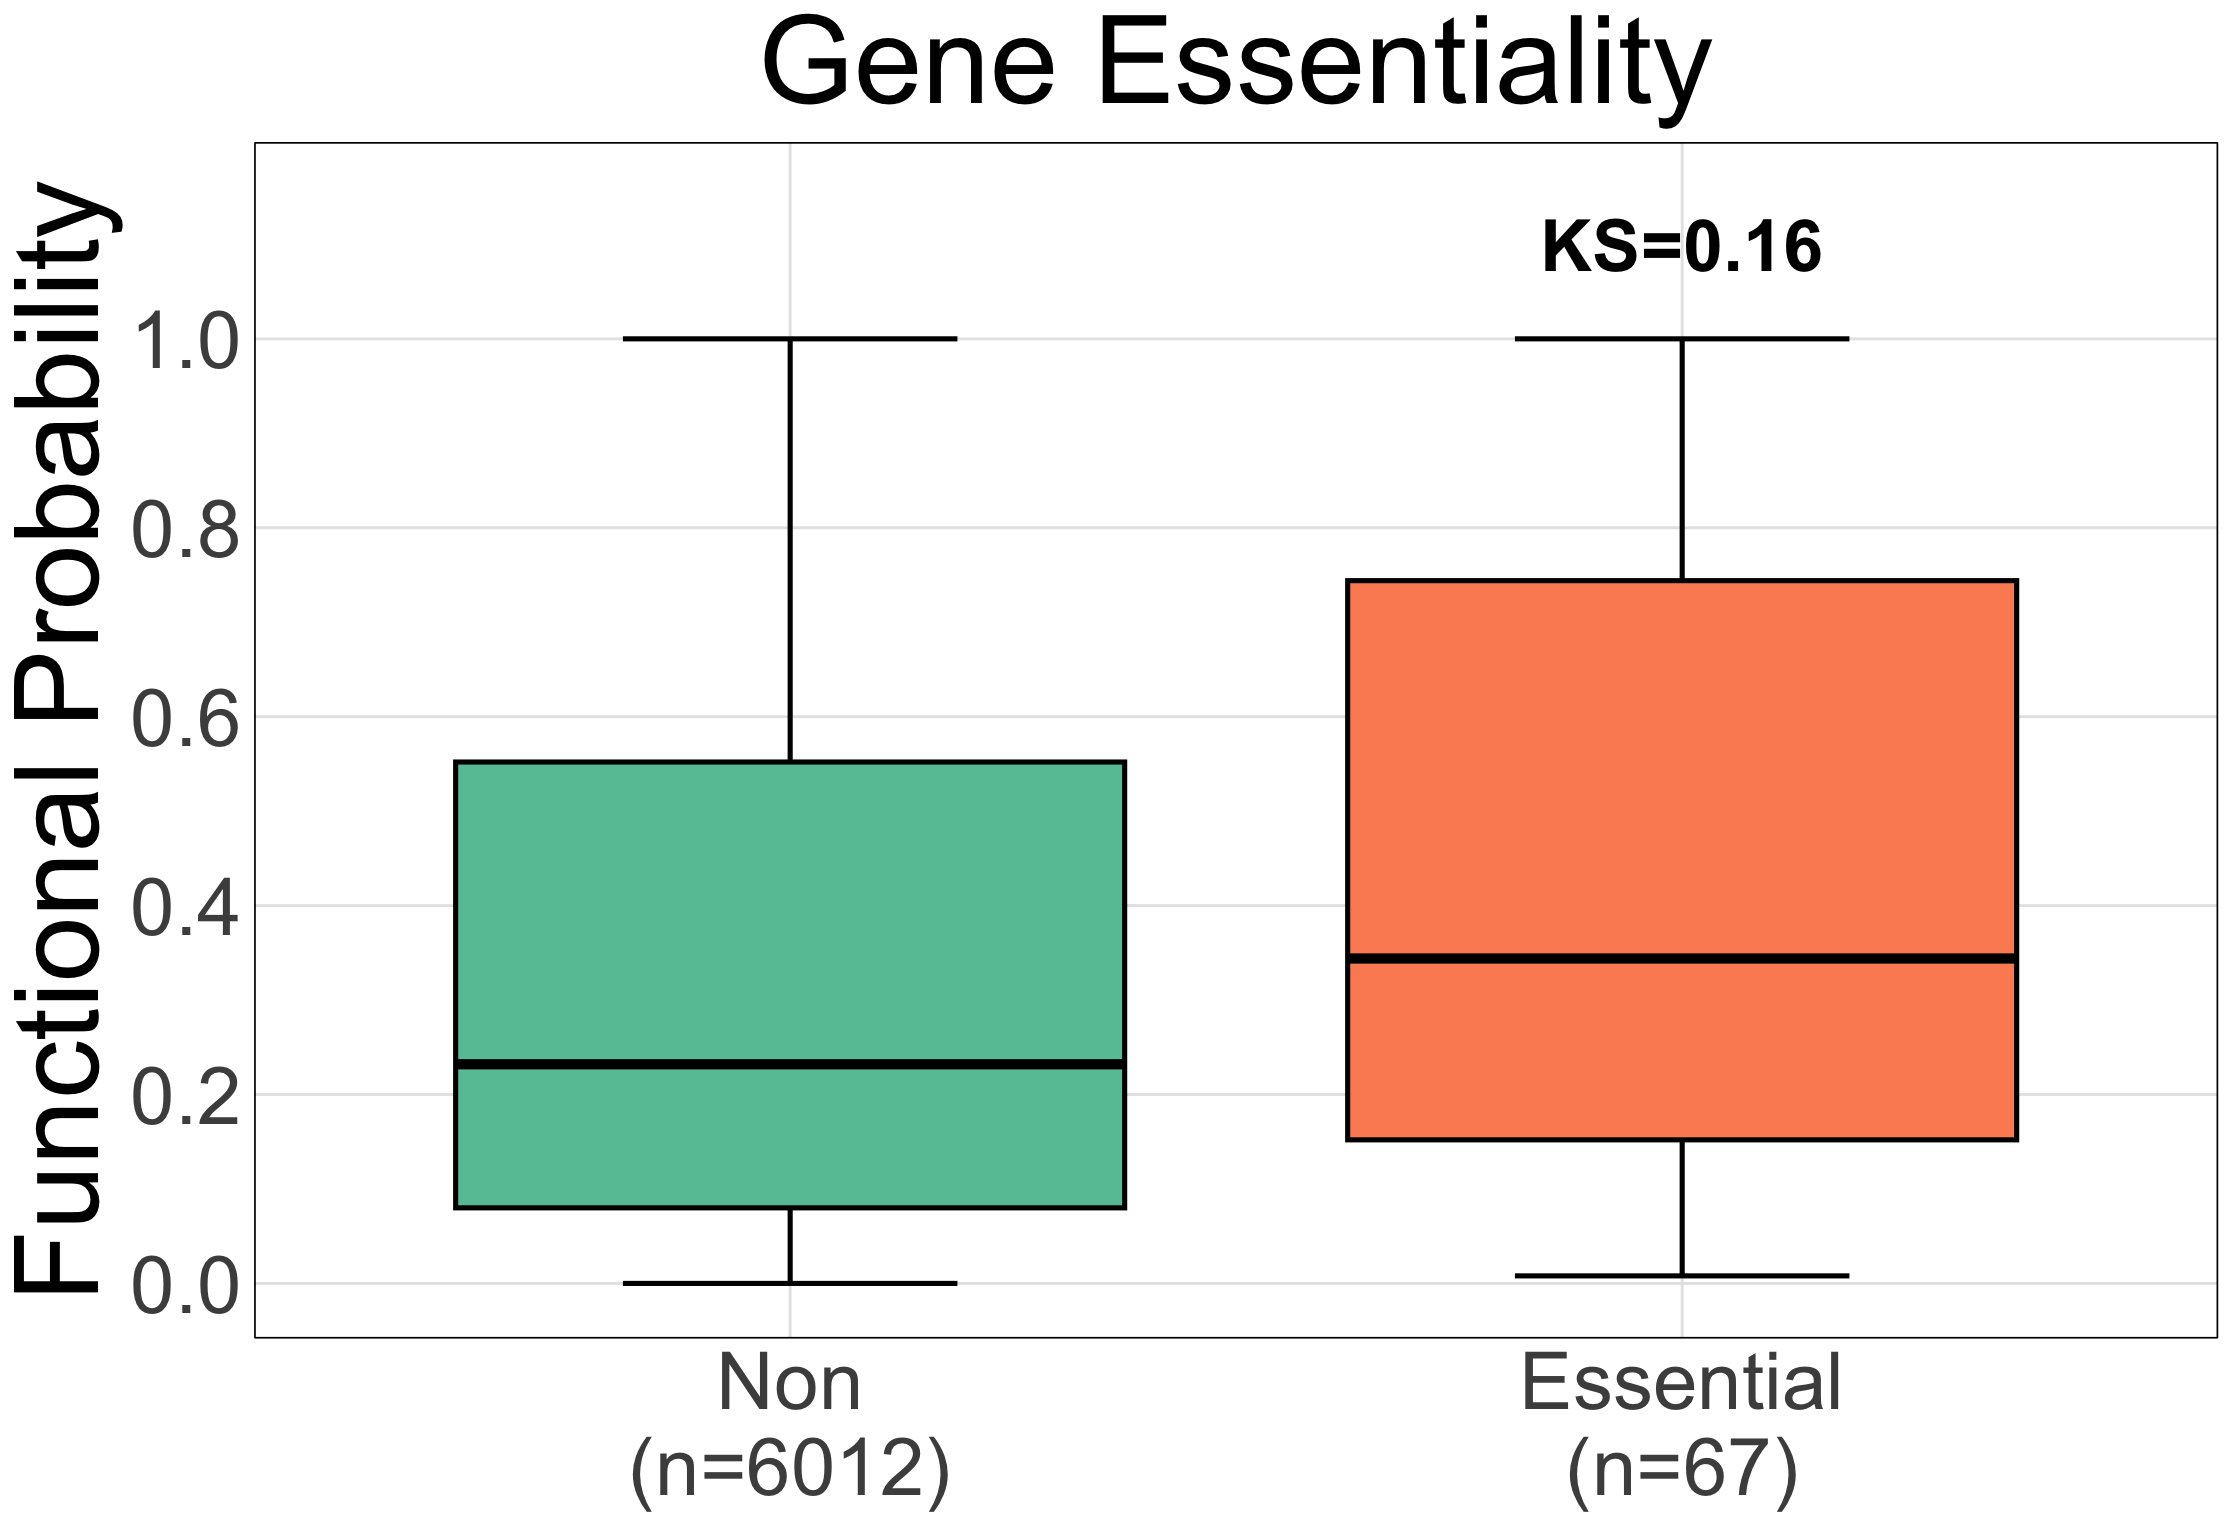 Gene Essentiality
Functional Probability
KS=0.16
1.0
0.8
0.6
0.4
0.2
0.0
Non
(n=6012)
Essential
(n=67)